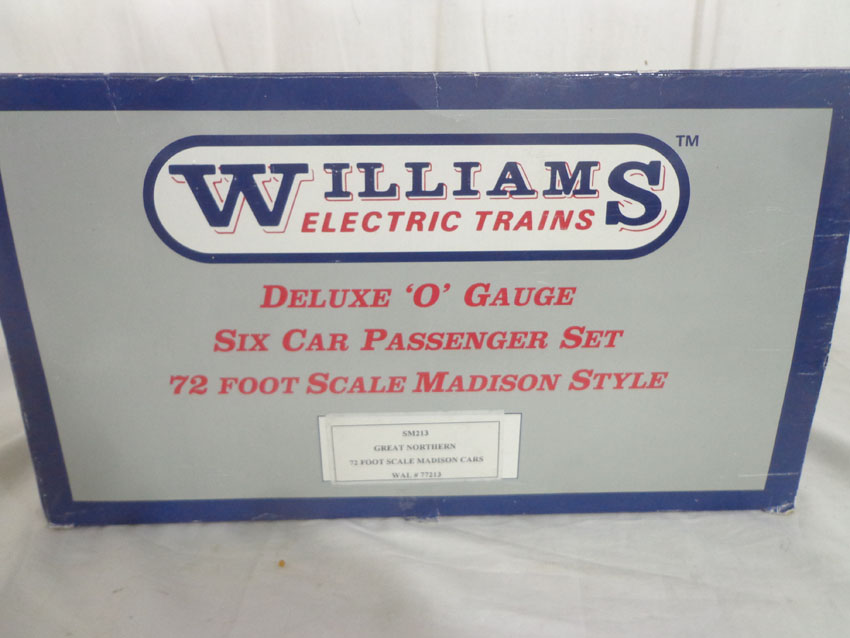 WILLIAMS ™
ELECTRIC TRAINS
DELUXE 'O' GAUGE
SIX CAR PASSENGER SET
72 FOOT SCALE MADISON STYLE
SM213
GREAT NORTHERN
72 FOOT SCALE MADISON CARS
WAL # 77213